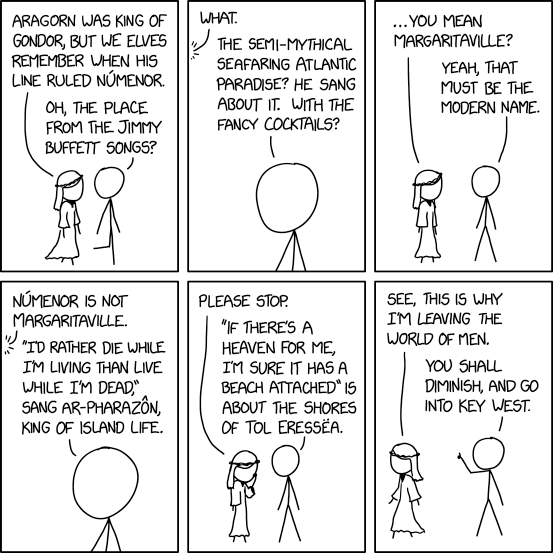 ARAGORN WAS KING OF
GONDOR, BUT WE ELVES
REMEMBER WHEN HIS
LINE RULED NÚMENOR.
OH, THE PLACE
FROM THE JIMMY
BUFFETT SONGS?
WHAT.
THE SEMI-MYTHICAL
SEAFARING ATLANTIC
PARADISE? HE SANG
ABOUT IT. WITH THE
FANCY COCKTAILS?
...YOU MEAN
MARGARITAVILLE?
YEAH, THAT
MUST BE THE
MODERN NAME.
NÚMENOR IS NOT
MARGARITAVILLE.
"I'D RATHER DIE WHILE
I'M LIVING THAN LIVE
WHILE I'M DEAD,"
SANG AR-PHARAZÔN,
KING OF ISLAND LIFE.
PLEASE STOP.
"IF THERE'S A
HEAVEN FOR ME,
I'M SURE IT HAS A
BEACH ATTACHED" IS
ABOUT THE SHORES
OF TOL ERESSËA.
SEE, THIS IS WHY
I'M LEAVING THE
WORLD OF MEN.
YOU SHALL
DIMINISH, AND GO
INTO KEY WEST.